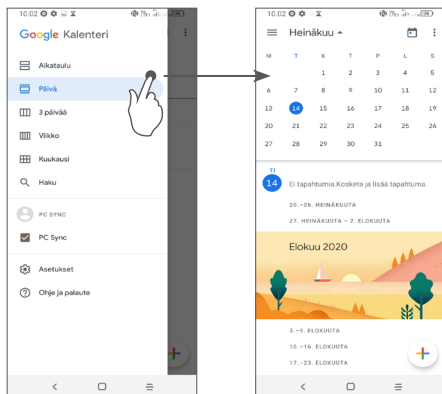 10.02
Google Kalenteri
Aikataulu
Päivä
3 päivää
Viikko
Kuukausi
Haku
PC SYNC
PC Sync
Asetukset
Ohje ja palaute
10.02
Heinäkuu
M T K T P L S
1 2 3 4 5
6 7 8 9 10 11 12
13 14 15 16 17 18 19
20 21 22 23 24 25 26
27 28 29 30 31
TI
14 Ei tapahtumia.Kosketa ja lisää tapahtuma.
20.–26. HEINÄKUUTA
27. HEINÄKUUTA – 2. ELOKUUTA
Elokuu 2020
3.–9. ELOKUUTA
10.–16. ELOKUUTA
17.–23. ELOKUUTA